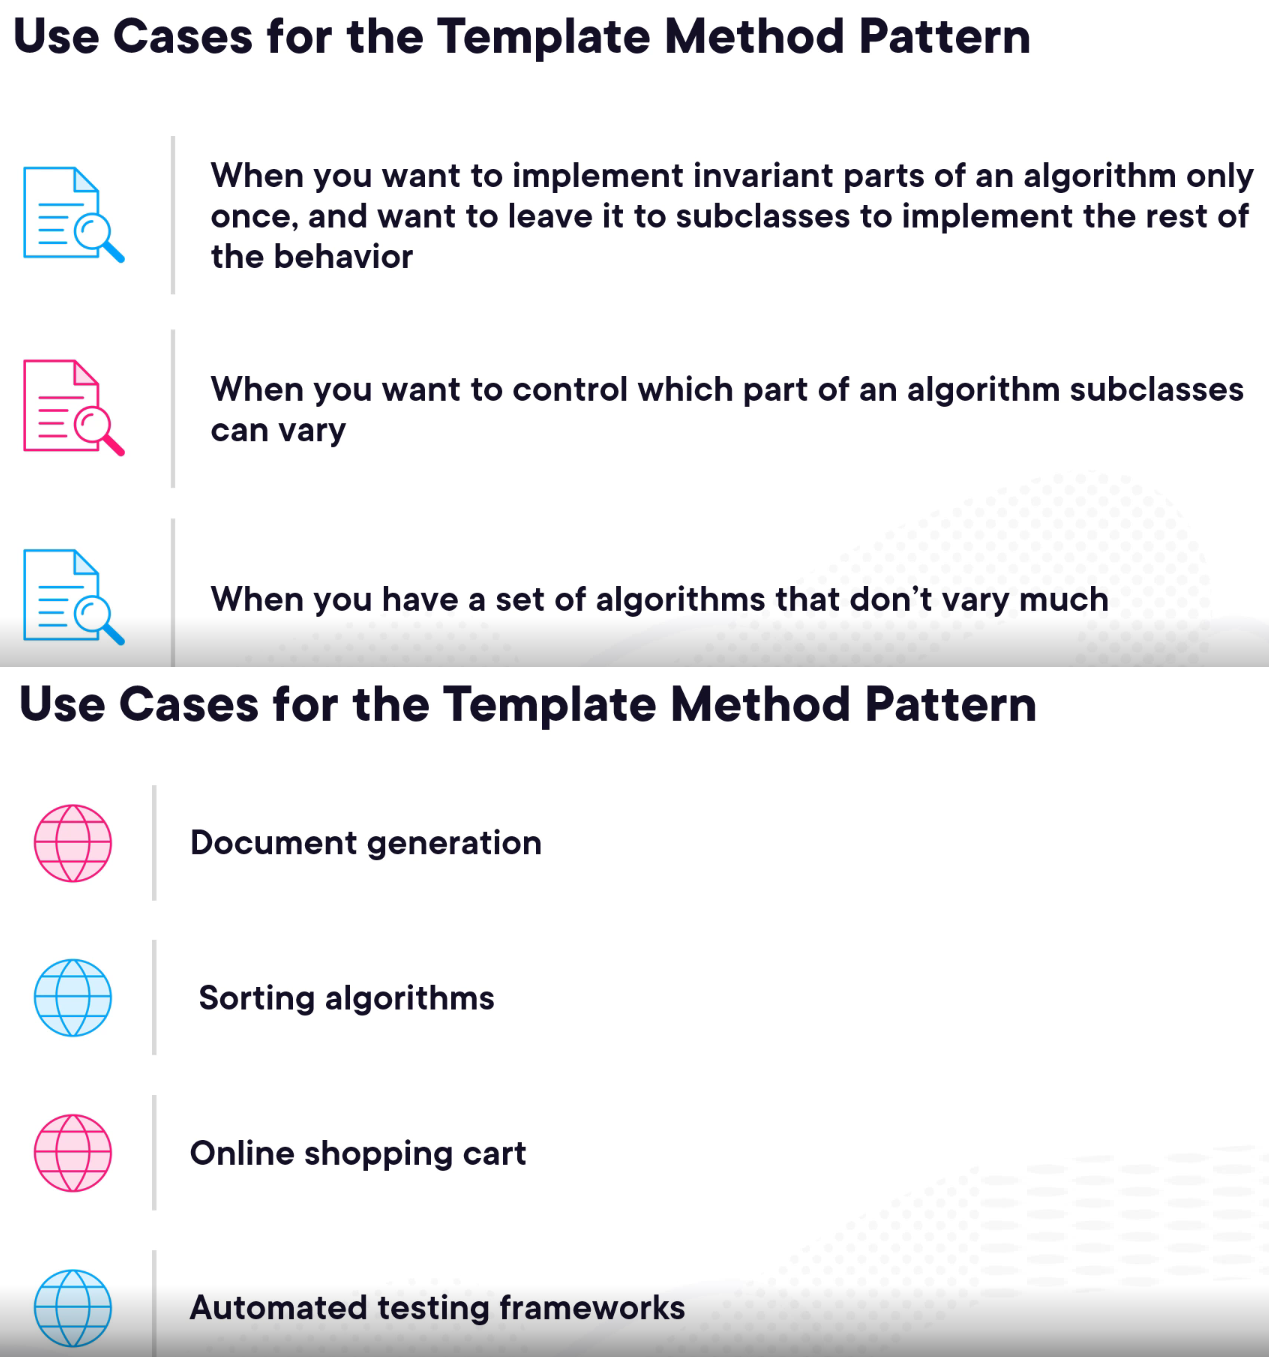 Use Cases for the Template Method Pattern
When you want to implement invariant parts of an algorithm only
once, and want to leave it to subclasses to implement the rest of
the behavior
When you want to control which part of an algorithm subclasses
can vary
When you have a set of algorithms that don’t vary much
Use Cases for the Template Method Pattern
Document generation
Sorting algorithms
Online shopping cart
Automated testing frameworks